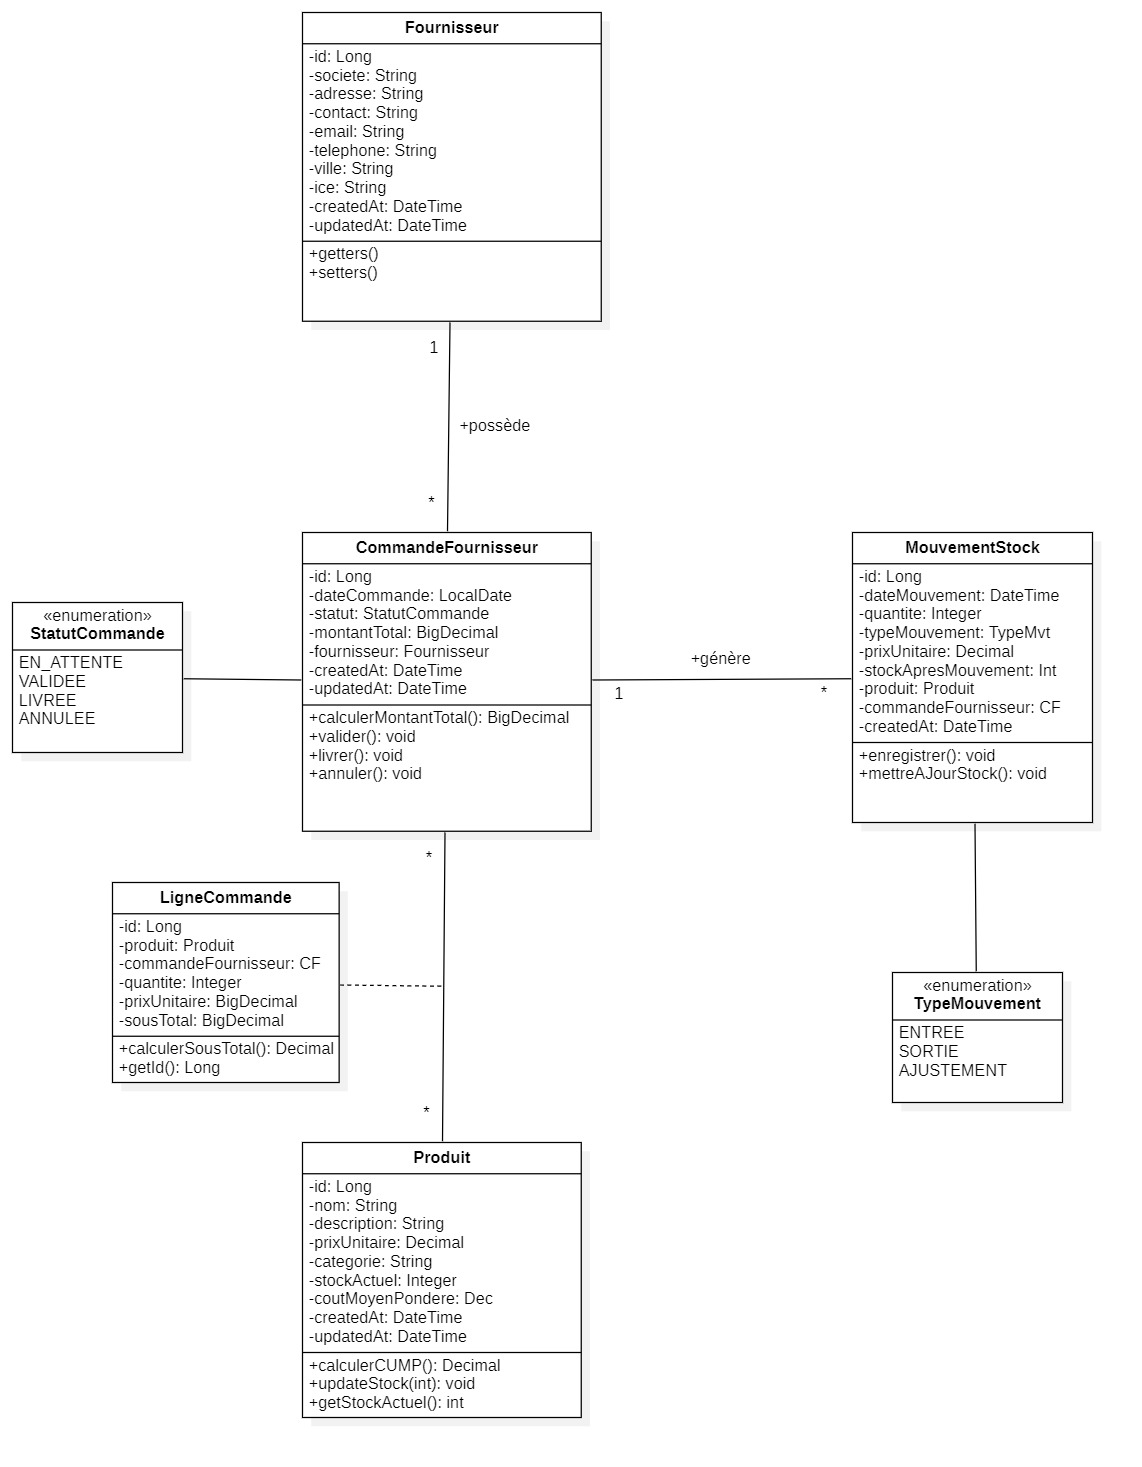 Fournisseur
-id: Long
-societe: String
-adresse: String
-contact: String
-email: String
-telephone: String
-ville: String
-ice: String
-createdAt: DateTime
-updatedAt: DateTime
+getters()
+setters()
1
+possède
*
CommandeFournisseur
-id: Long
-dateCommande: LocalDate
-statut: StatutCommande
-montantTotal: BigDecimal
-fournisseur: Fournisseur
-createdAt: DateTime
-updatedAt: DateTime
+calculerMontantTotal(): BigDecimal
+valider(): void
+livrer(): void
+annuler(): void
«enumeration»
StatutCommande
EN_ATTENTE
VALIDEE
LIVREE
ANNULEE
+génère
1
*
MouvementStock
-id: Long
-dateMouvement: DateTime
-quantite: Integer
-typeMouvement: TypeMvt
-prixUnitaire: Decimal
-stockApresMouvement: Int
-produit: Produit
-commandeFournisseur: CF
-createdAt: DateTime
+enregistrer(): void
+mettreAJourStock(): void
*
LigneCommande
-id: Long
-produit: Produit
-commandeFournisseur: CF
-quantite: Integer
-prixUnitaire: BigDecimal
-sousTotal: BigDecimal
+calculerSousTotal(): Decimal
+getId(): Long
«enumeration»
TypeMouvement
ENTREE
SORTIE
AJUSTEMENT
*
Produit
-id: Long
-nom: String
-description: String
-prixUnitaire: Decimal
-categorie: String
-stockActuel: Integer
-coutMoyenPondere: Dec
-createdAt: DateTime
-updatedAt: DateTime
+calculerCUMP(): Decimal
+updateStock(int): void
+getStockActuel(): int